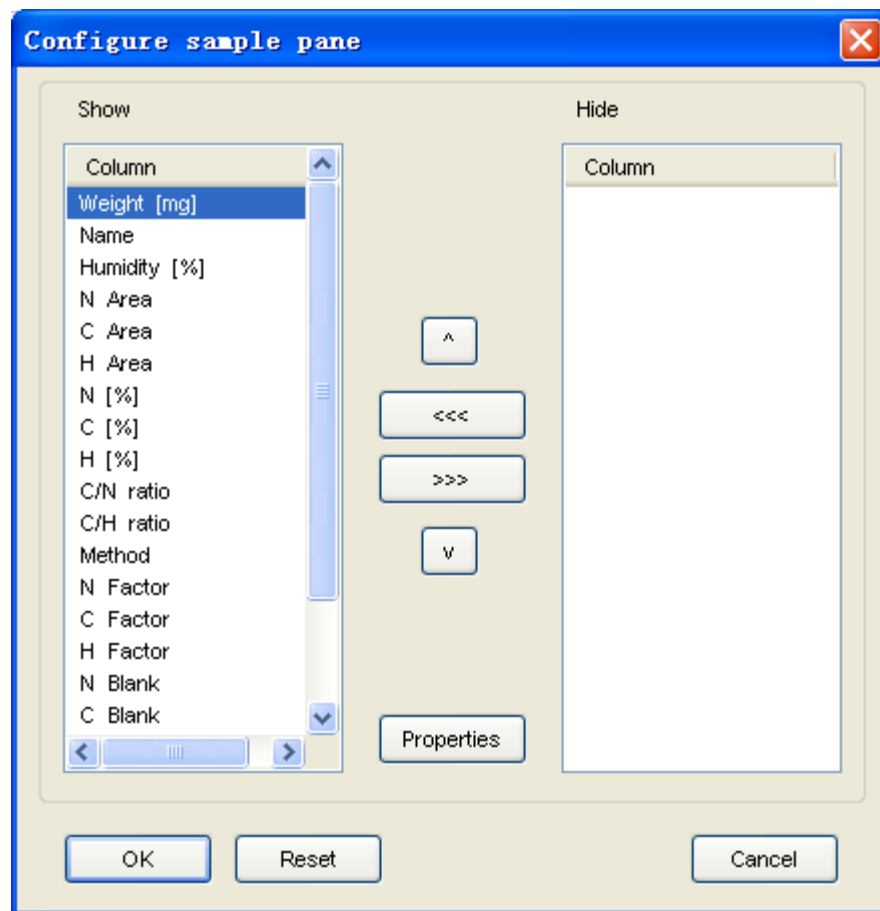 Configure sample pane
Show
Hide
Column
Column
Weight [mg]
Name
Humidity [%]
N Area
C Area
H Area
N [%]
C [%]
H [%]
C/N ratio
C/H ratio
Method
N Factor
C Factor
H Factor
N Blank
C Blank
^
<<<
>>>
v
Properties
OK
Reset
Cancel